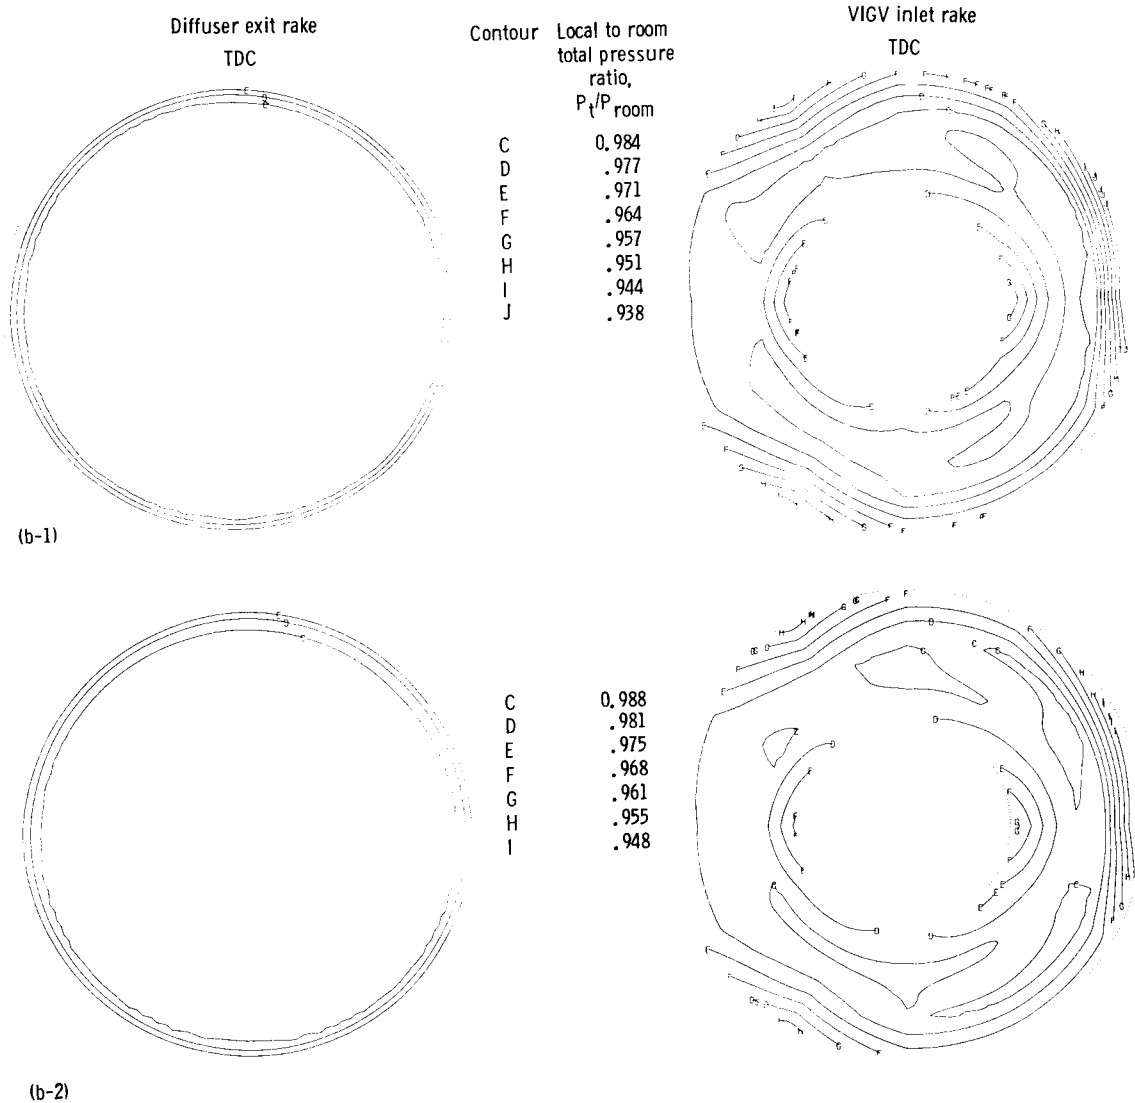 Diffuser exit rake
TDC
Contour
Local to room
total pressure
ratio,
Pt/Proom
VIGV inlet rake
TDC
C 0.984
D .977
E .971
F .964
G .957
H .951
I .944
J .938
(b-1)
C 0.988
D .981
E .975
F .968
G .961
H .955
I .948
(b-2)